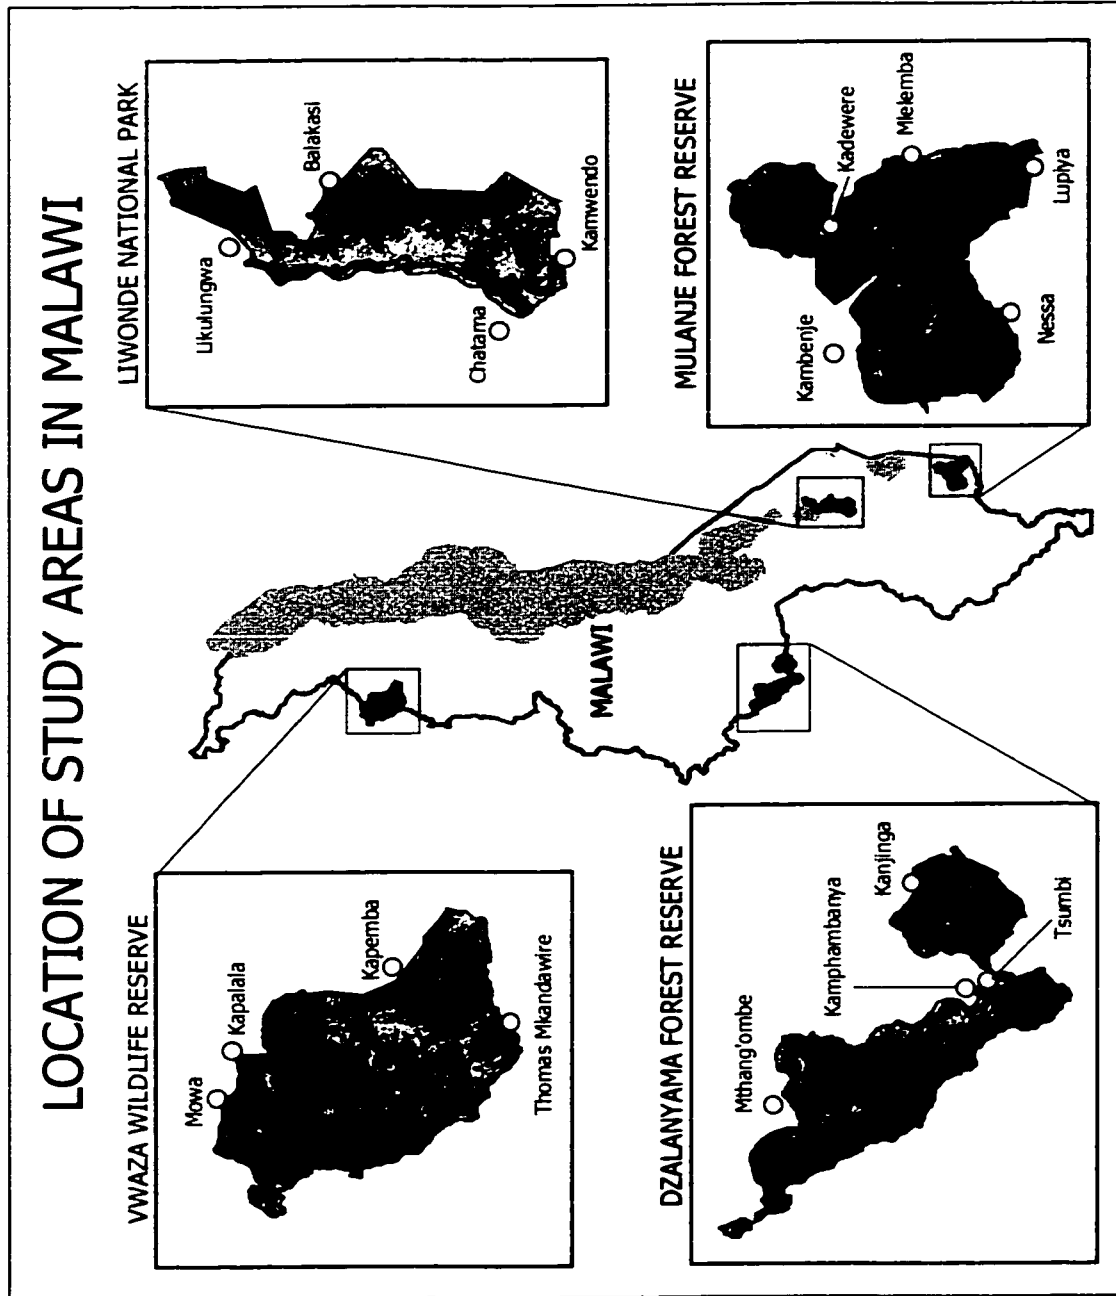 LOCATION OF STUDY AREAS IN MALAWI
VWAZA WILDLIFE RESERVE
Mowa
Kapalala
Kapemba
Thomas Mkandawire
LIWONDE NATIONAL PARK
Likulungwa
Balakasi
Chatama
Kamwendo
MALAWI
DZALANYAMA FOREST RESERVE
Mthang'ombe
Kamphambanya
Kanjinga
Tsumbi
MULANJE FOREST RESERVE
Kambenje
Kadewere
Mlelemba
Nessa
Lupiya